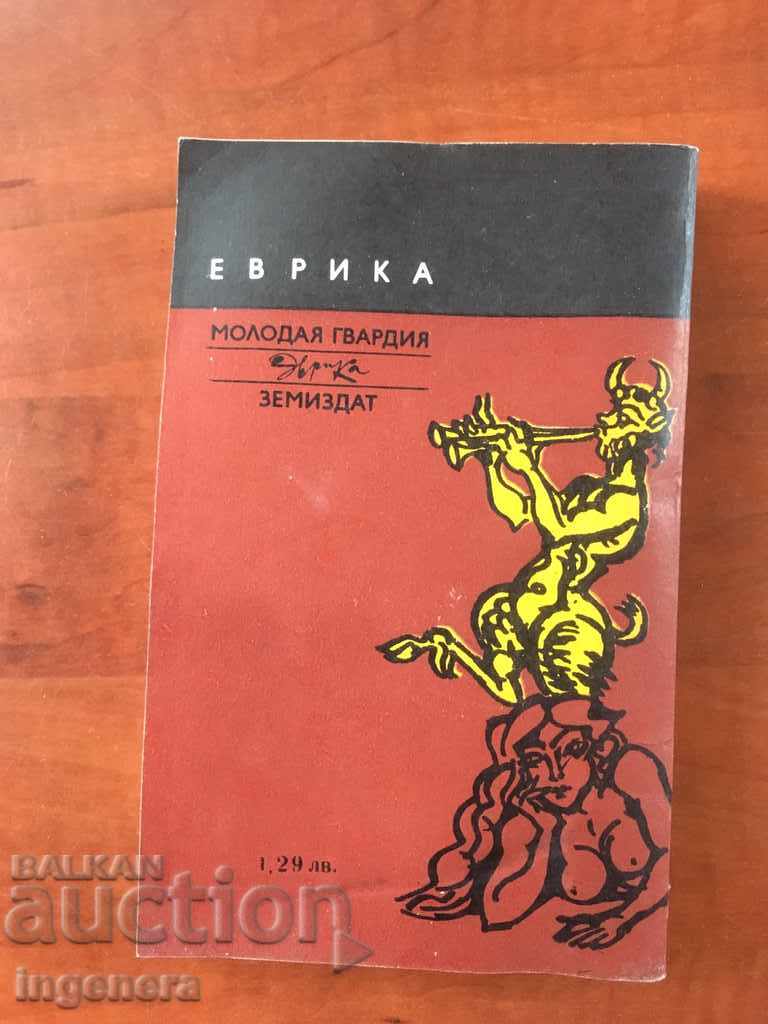 ЕВРИКА
МОЛОДАЯ ГВАРДИЯ
Эврика
ЗЕМИЗДАТ
1,29 лв.
BALKAN
auction
ingenera